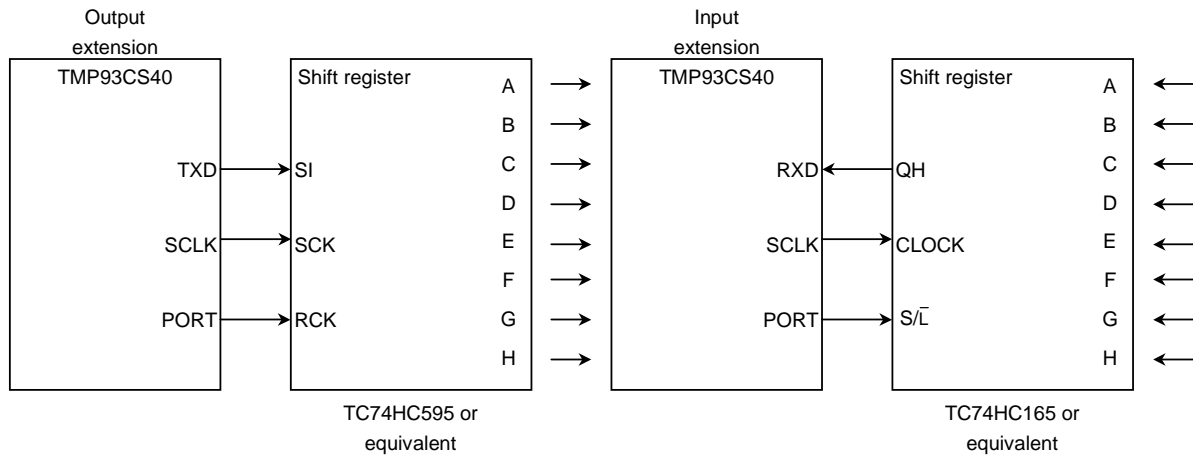 Output
extension
TMP93CS40
TXD
SCLK
PORT
Shift register
SI
SCK
RCK
A
B
C
D
E
F
G
H
TC74HC595 or
equivalent
Input
extension
TMP93CS40
RXD
SCLK
PORT
Shift register
QH
CLOCK
S/L̅
A
B
C
D
E
F
G
H
TC74HC165 or
equivalent